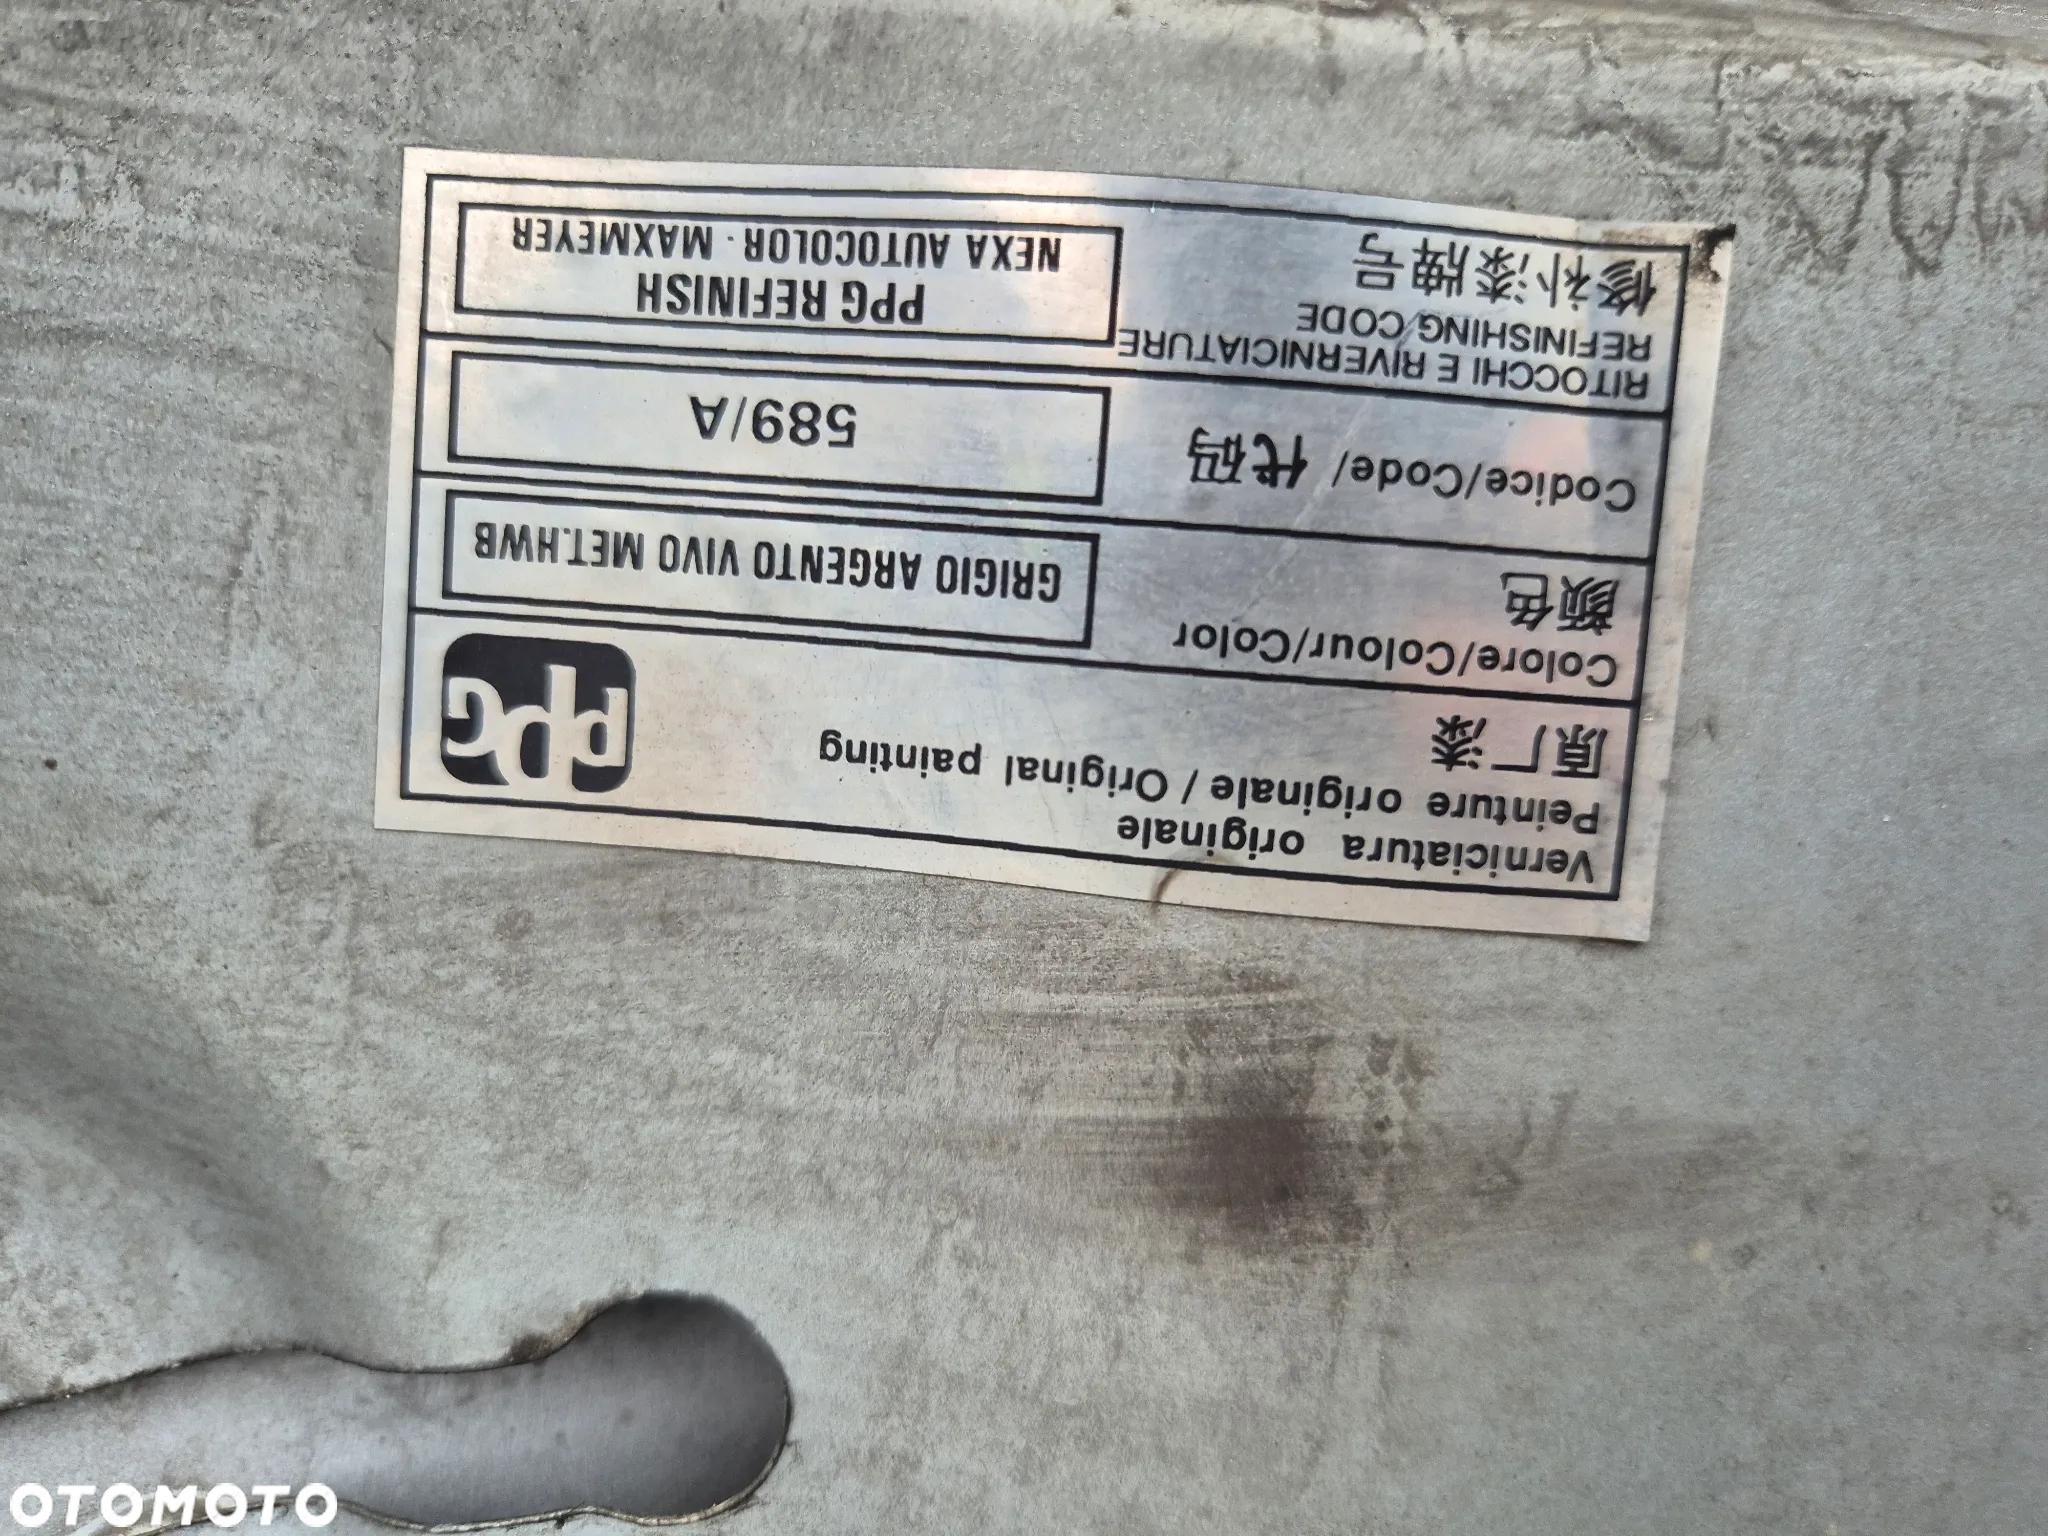 Verniciatura originale
Peinture originale / Original painting
原厂漆
PPG
Colore/Colour/Color
颜色
GRIGIO ARGENTO VIVO MET.HWB
Codice/Code/代码
589/A
RITOCCHI E RIVERNICIATURE
REFINISHING CODE
修补漆牌号
PPG REFINISH
NEXA AUTOCOLOR · MAXMEYER
OTOMOTO